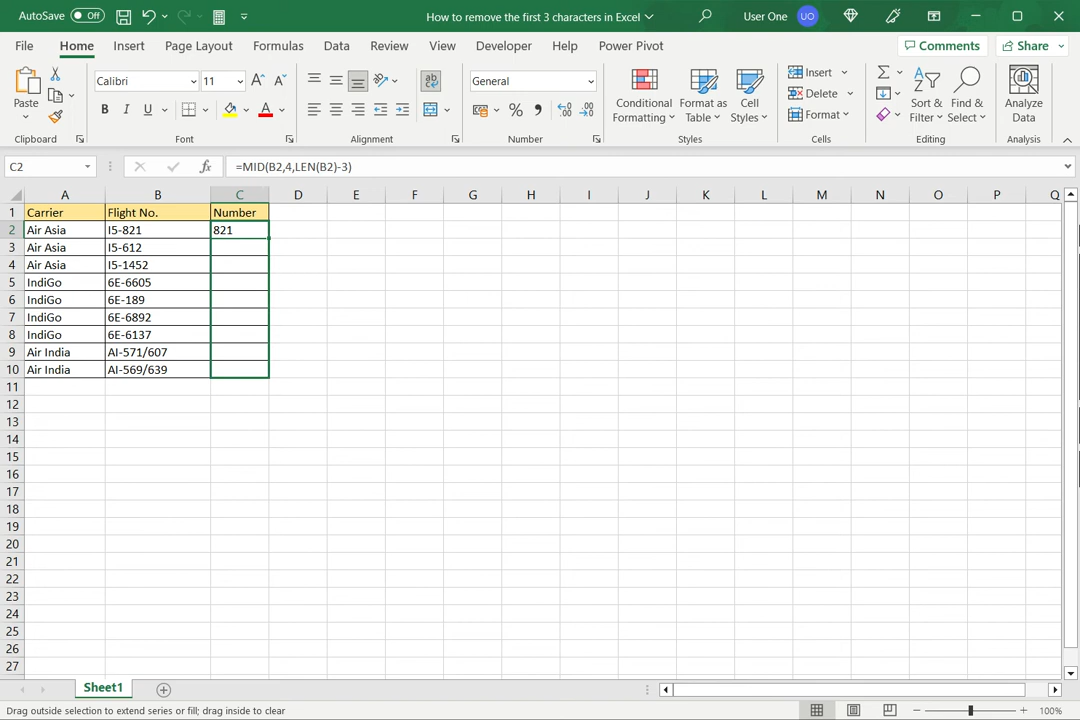 AutoSave Off How to remove the first 3 characters in Excel User One UO
File Home Insert Page Layout Formulas Data Review View Developer Help Power Pivot Comments Share
Paste Calibri 11 A A ab General Conditional Formatting Format as Table Cell Styles Insert Delete Format Sort & Filter Find & Select Analyze Data
B I U A % , .00
Clipboard Font Alignment Number Styles Cells Editing Analysis
C2 fx =MID(B2,4,LEN(B2)-3)
A B C D E F G H I J K L M N O P Q
1 Carrier Flight No. Number
2 Air Asia I5-821 821
3 Air Asia I5-612
4 Air Asia I5-1452
5 IndiGo 6E-6605
6 IndiGo 6E-189
7 IndiGo 6E-6892
8 IndiGo 6E-6137
9 Air India AI-571/607
10 Air India AI-569/639
11
12
13
14
15
16
17
18
19
20
21
22
23
24
25
26
27
Sheet1
Drag outside selection to extend series or fill; drag inside to clear 100%